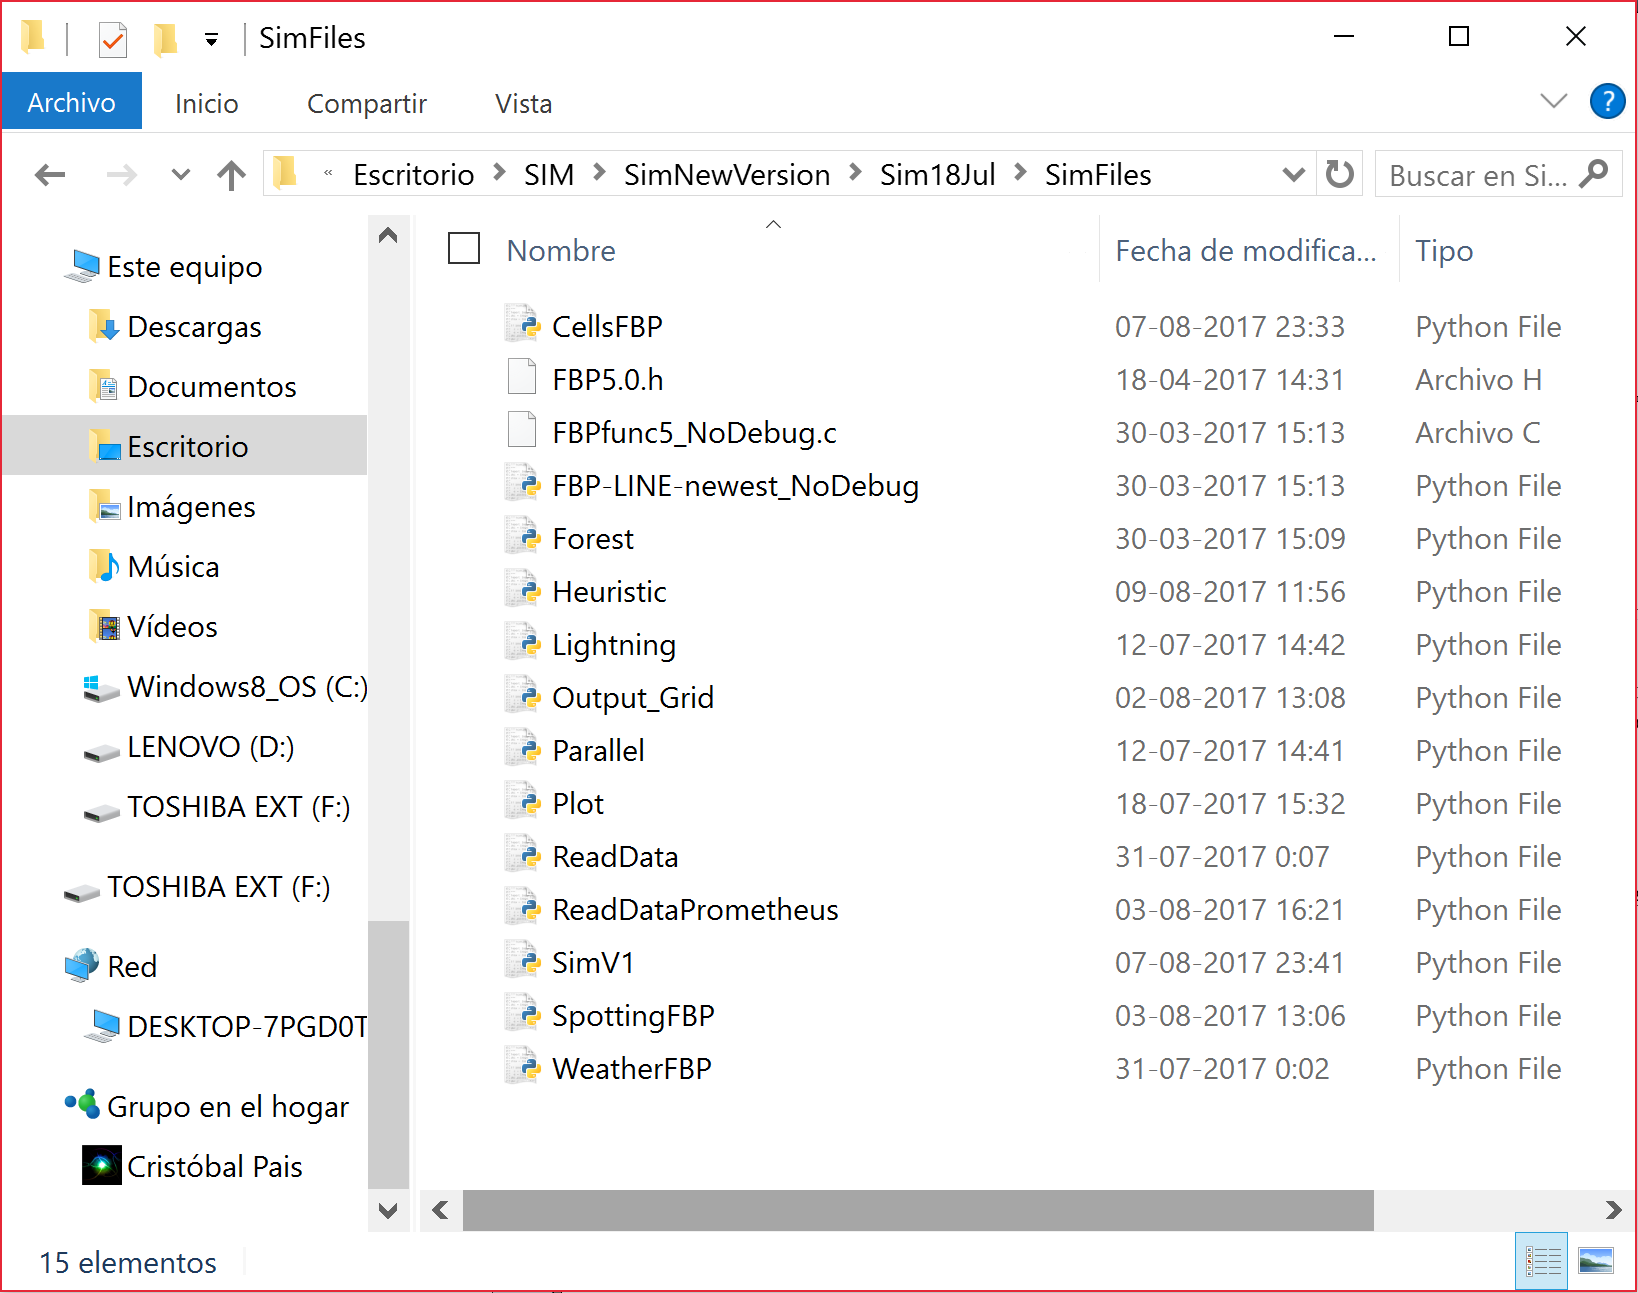 SimFiles
Archivo Inicio Compartir Vista ?
« Escritorio > SIM > SimNewVersion > Sim18Jul > SimFiles Buscar en Si...
Este equipo
Descargas
Documentos
Escritorio
Imágenes
Música
Vídeos
Windows8_OS (C:)
LENOVO (D:)
TOSHIBA EXT (F:)
TOSHIBA EXT (F:)
Red
DESKTOP-7PGD0T
Grupo en el hogar
Cristóbal Pais
Nombre Fecha de modifica... Tipo
CellsFBP 07-08-2017 23:33 Python File
FBP5.0.h 18-04-2017 14:31 Archivo H
FBPfunc5_NoDebug.c 30-03-2017 15:13 Archivo C
FBP-LINE-newest_NoDebug 30-03-2017 15:13 Python File
Forest 30-03-2017 15:09 Python File
Heuristic 09-08-2017 11:56 Python File
Lightning 12-07-2017 14:42 Python File
Output_Grid 02-08-2017 13:08 Python File
Parallel 12-07-2017 14:41 Python File
Plot 18-07-2017 15:32 Python File
ReadData 31-07-2017 0:07 Python File
ReadDataPrometheus 03-08-2017 16:21 Python File
SimV1 07-08-2017 23:41 Python File
SpottingFBP 03-08-2017 13:06 Python File
WeatherFBP 31-07-2017 0:02 Python File
15 elementos